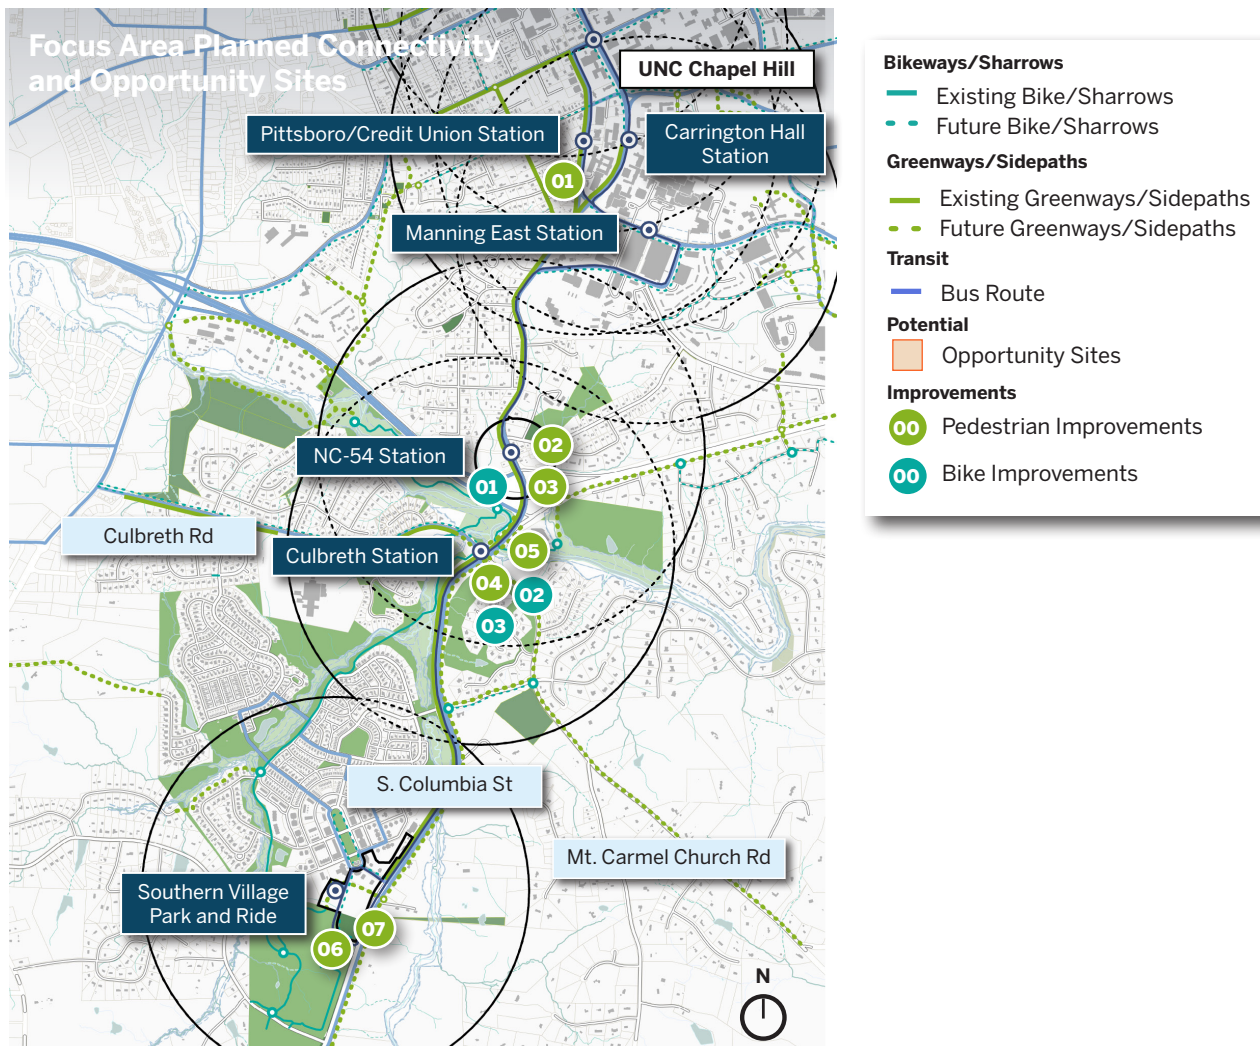 Focus Area Planned Connectivity
and Opportunity Sites
UNC Chapel Hill
Pittsboro/Credit Union Station
Carrington Hall
Station
01
Manning East Station
02
NC-54 Station
01
03
Culbreth Rd
Culbreth Station
05
04
02
03
S. Columbia St
Mt. Carmel Church Rd
Southern Village
Park and Ride
07
06
N
Bikeways/Sharrows
Existing Bike/Sharrows
Future Bike/Sharrows
Greenways/Sidepaths
Existing Greenways/Sidepaths
Future Greenways/Sidepaths
Transit
Bus Route
Potential
Opportunity Sites
Improvements
00 Pedestrian Improvements
00 Bike Improvements